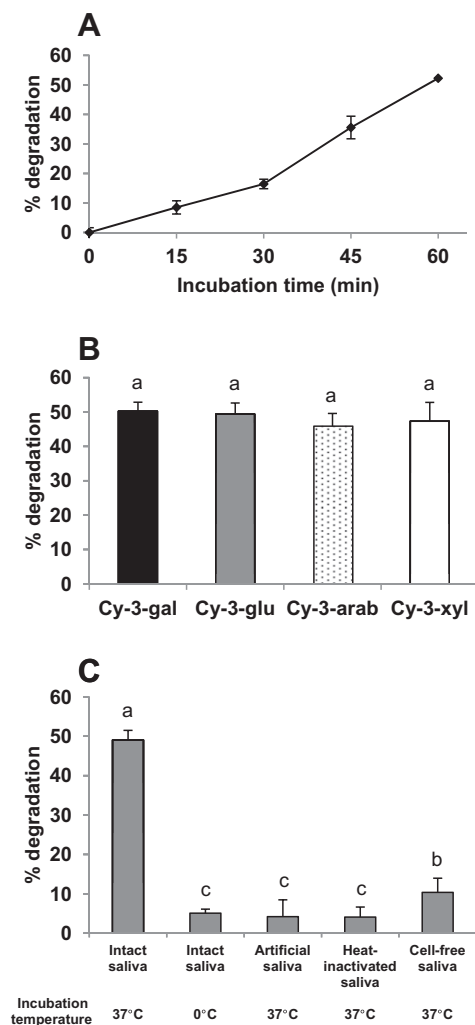 A
% degradation
60
50
40
30
20
10
0
0 15 30 45 60
Incubation time (min)
B
% degradation
60
50
40
30
20
10
0
a a a a
Cy-3-gal Cy-3-glu Cy-3-arab Cy-3-xyl
C
% degradation
60
50
40
30
20
10
0
a c c c b
Intact saliva
Intact saliva
Artificial saliva
Heat-inactivated saliva
Cell-free saliva
Incubation temperature
37°C 0°C 37°C 37°C 37°C